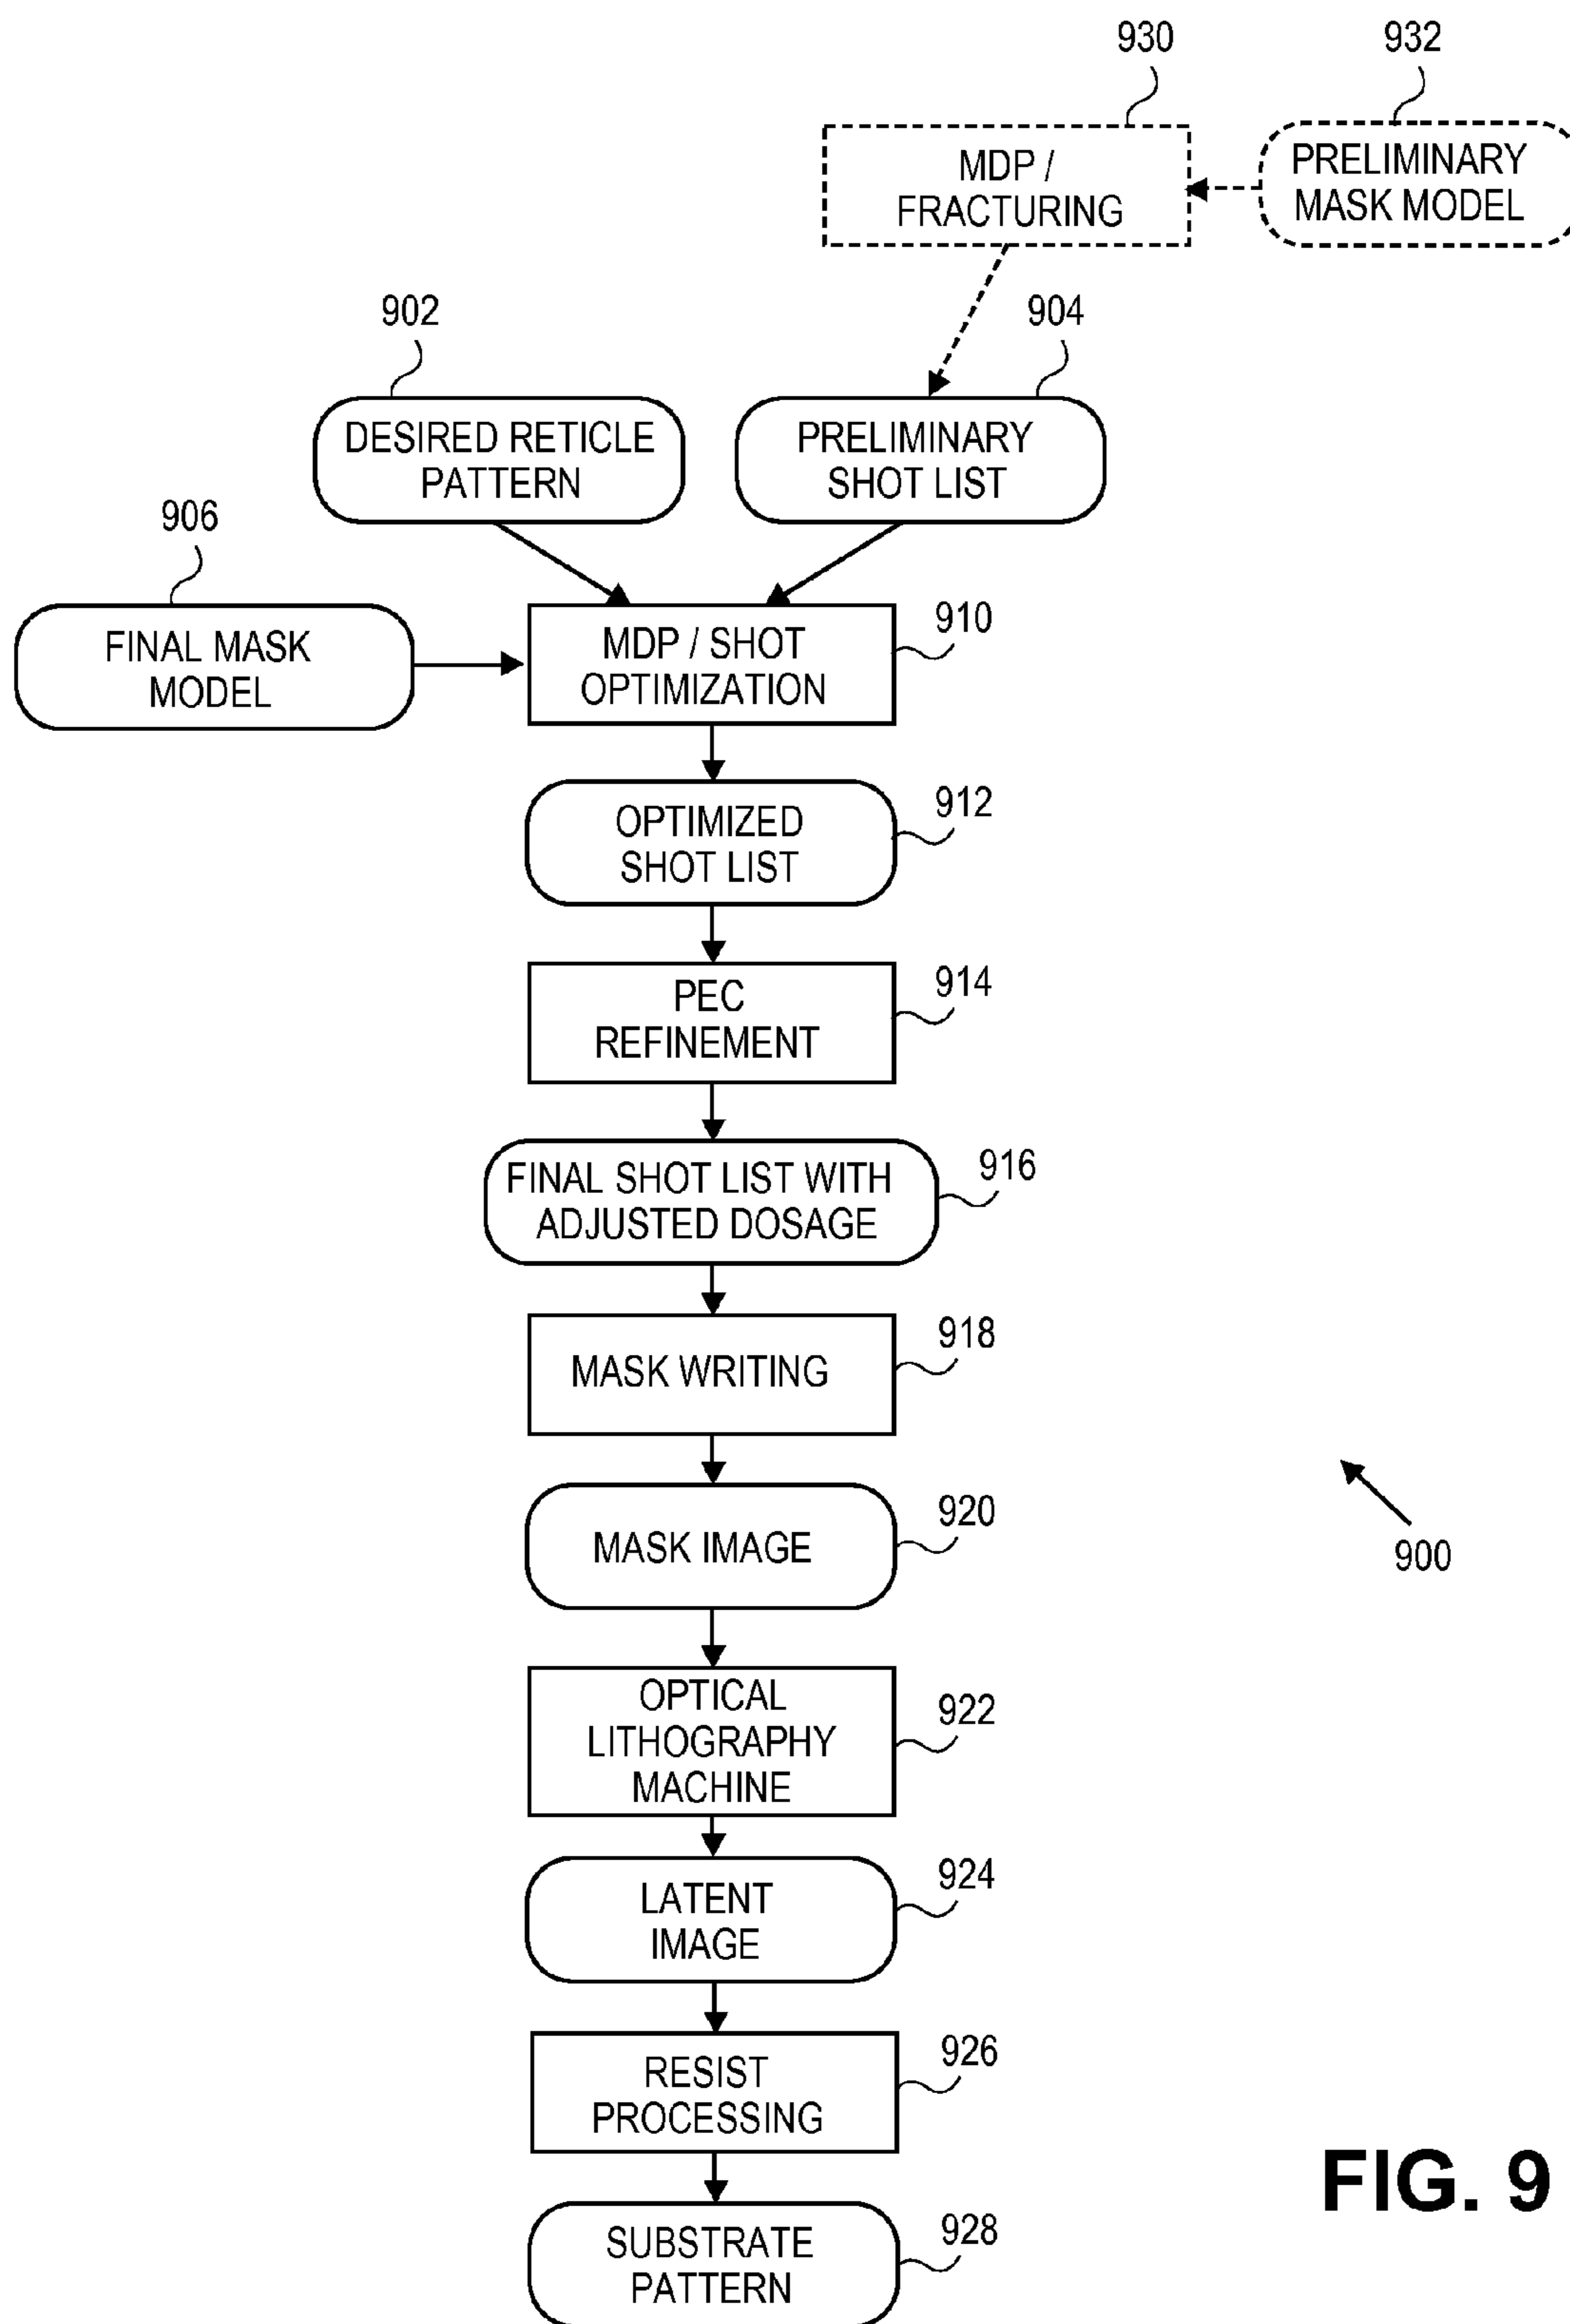 930
932
MDP /
FRACTURING
PRELIMINARY
MASK MODEL
902
904
DESIRED RETICLE
PATTERN
PRELIMINARY
SHOT LIST
906
FINAL MASK
MODEL
MDP / SHOT
OPTIMIZATION
910
OPTIMIZED
SHOT LIST
912
PEC
REFINEMENT
914
FINAL SHOT LIST WITH
ADJUSTED DOSAGE
916
MASK WRITING
918
MASK IMAGE
920
900
OPTICAL
LITHOGRAPHY
MACHINE
922
LATENT
IMAGE
924
RESIST
PROCESSING
926
FIG. 9
SUBSTRATE
PATTERN
928